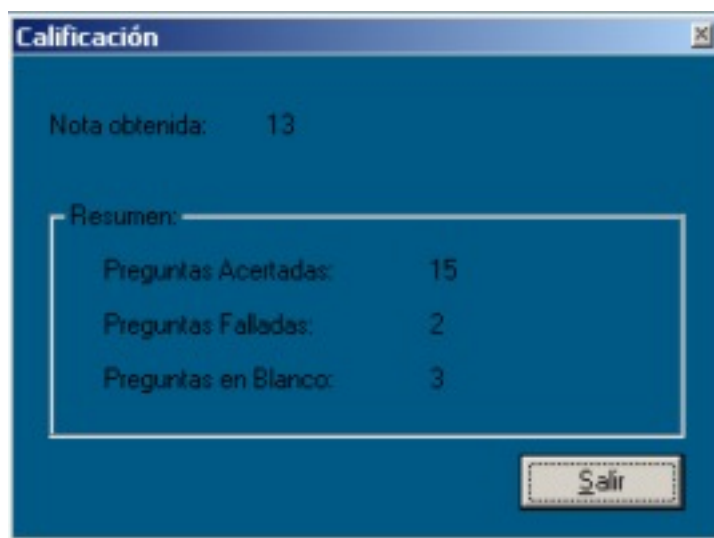 Calificación
Nota obtenida: 13
Resumen:
Preguntas Acertadas: 15
Preguntas Falladas: 2
Preguntas en Blanco: 3
Salir